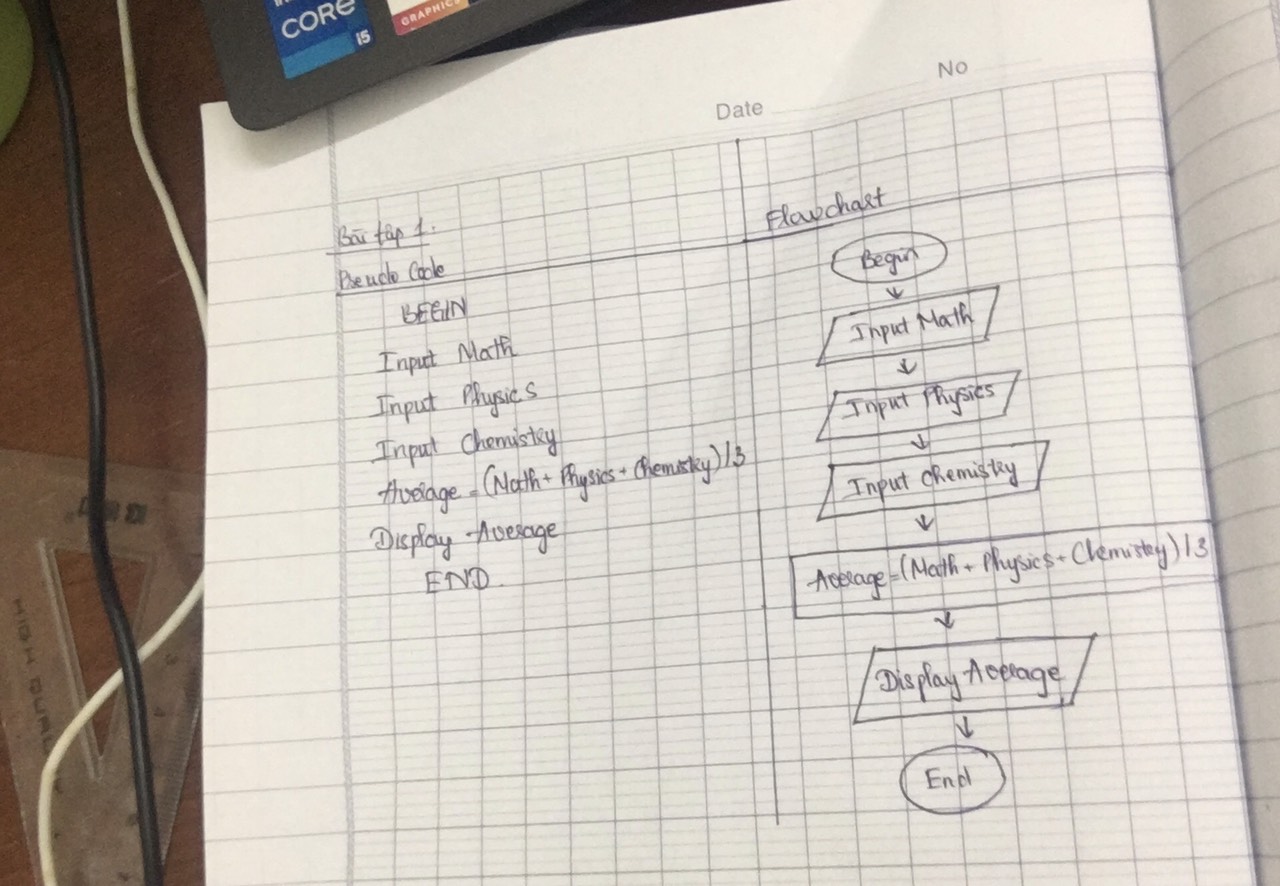 CORE
i5
GRAPHICS
No
Date
Bài tập 1:
Pseudo Code
BEGIN
Input Math
Input Physics
Input Chemistry
Average = (Math + Physics + Chemistry) / 3
Display Average
END
Flowchart
Begin
Input Math
Input Physics
Input Chemistry
Average = (Math + Physics + Chemistry) / 3
Display Average
End